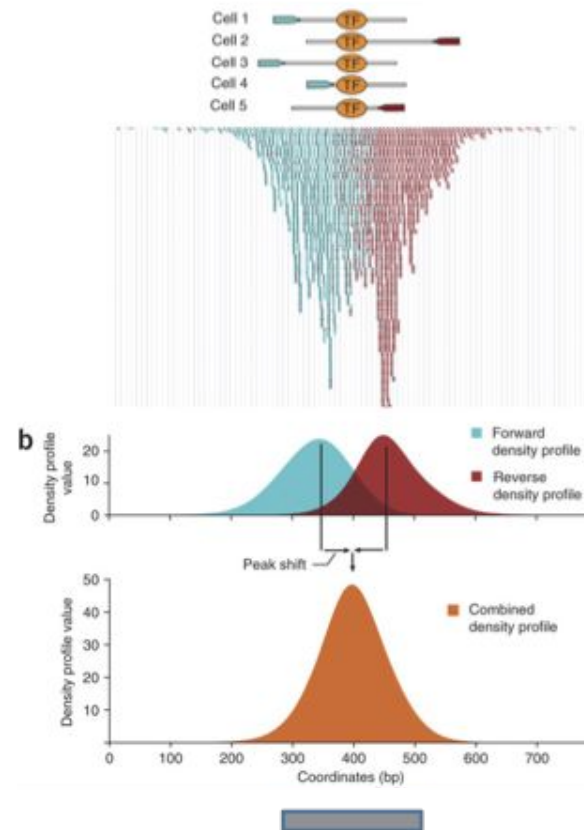 Cell 1
TF
Cell 2
TF
Cell 3
TF
Cell 4
TF
Cell 5
TF
b
Density profile
value
20
10
0
Forward
density profile
Reverse
density profile
Peak shift
Density profile value
50
40
30
20
10
Combined
density profile
0 100 200 300 400 500 600 700
Coordinates (bp)